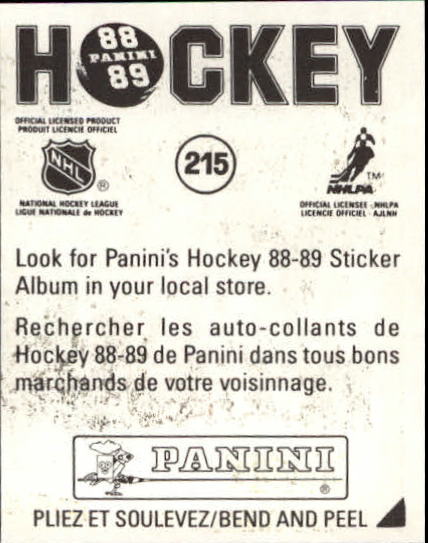 HOCKEY
88
PANINI
89
OFFICIAL LICENSED PRODUCT
PRODUIT LICENCIÉ OFFICIEL
NHL
®
NATIONAL HOCKEY LEAGUE
LIGUE NATIONALE de HOCKEY
215
TM
NHLPA
OFFICIAL LICENSEE - NHLPA
LICENCIÉ OFFICIEL - AJLNH
Look for Panini's Hockey 88-89 Sticker
Album in your local store.
Rechercher les auto-collants de
Hockey 88-89 de Panini dans tous bons
marchands de votre voisinnage.
PANINI
®
PLIEZ ET SOULEVEZ/BEND AND PEEL